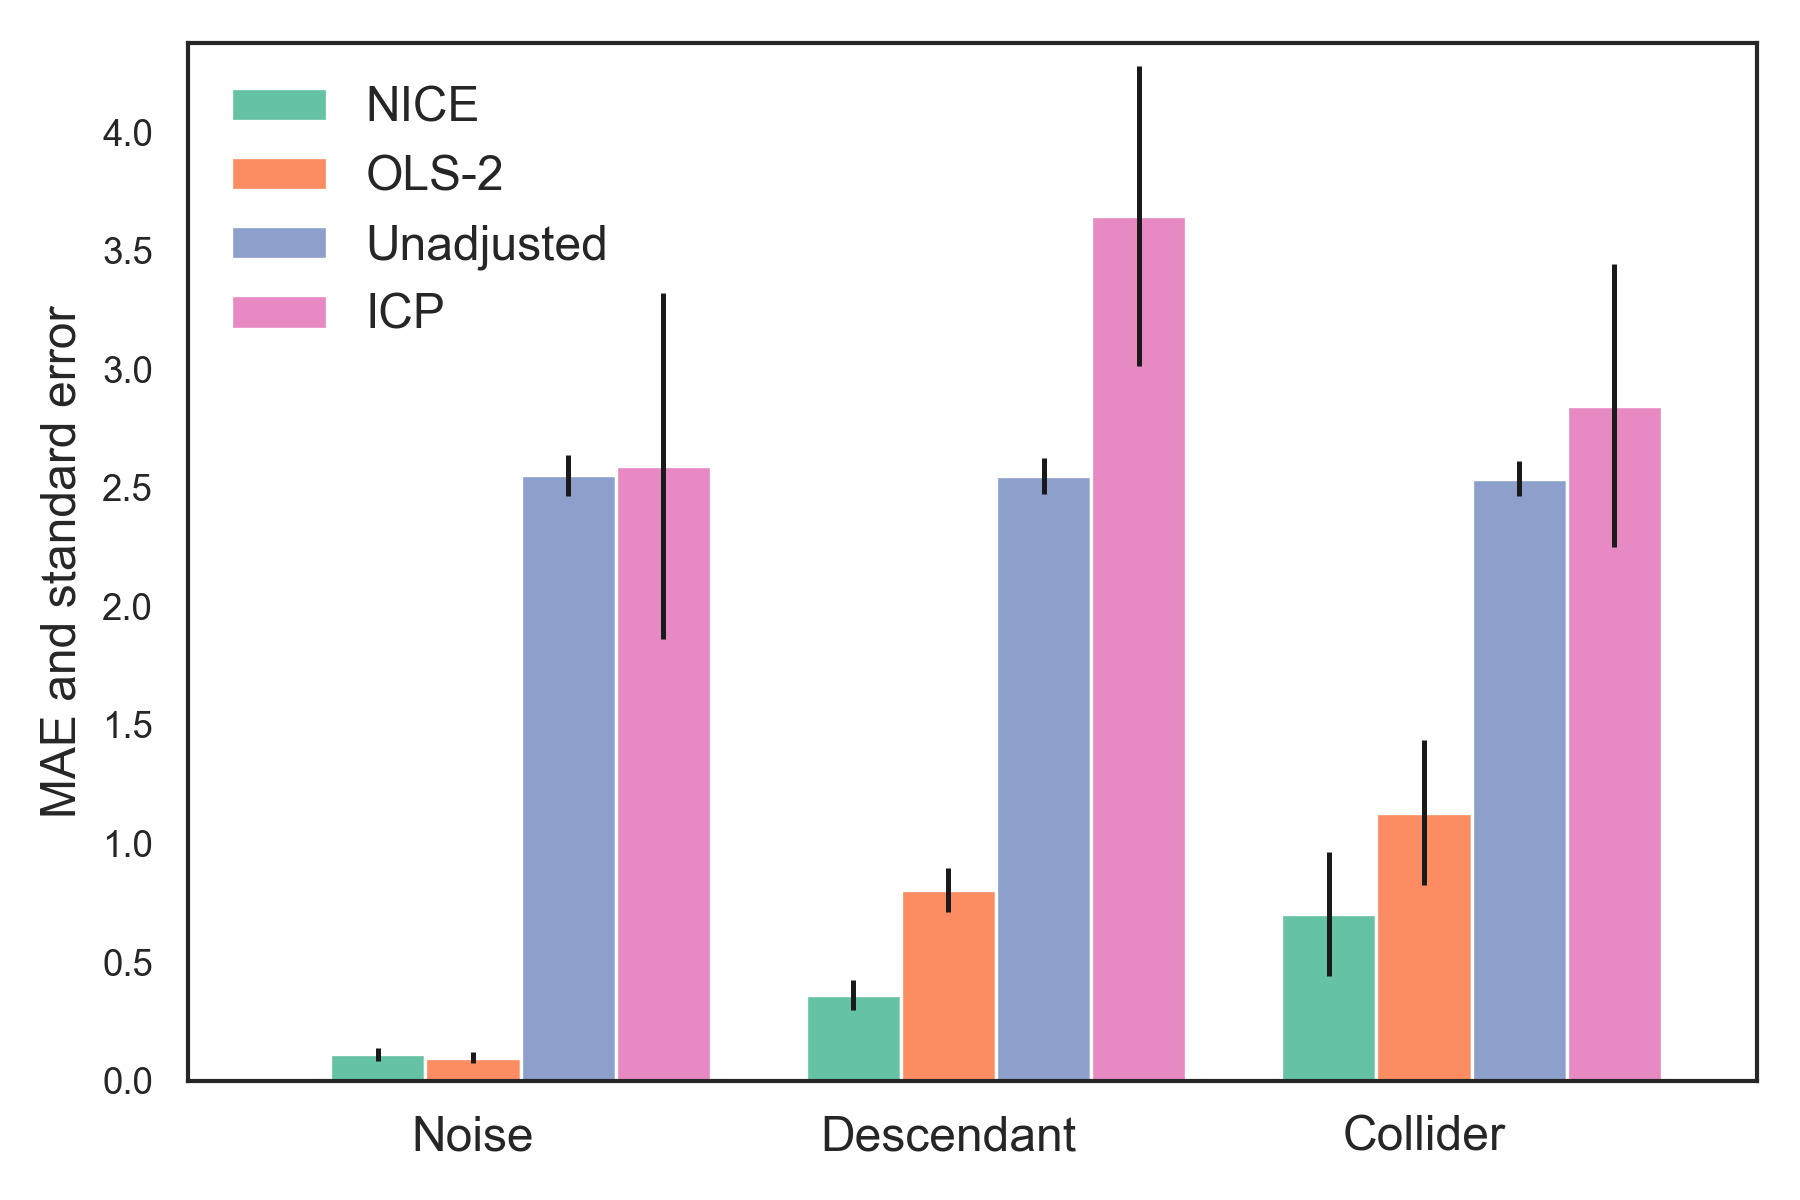 MAE and standard error
4.0
3.5
3.0
2.5
2.0
1.5
1.0
0.5
0.0
NICE
OLS-2
Unadjusted
ICP
Noise
Descendant
Collider